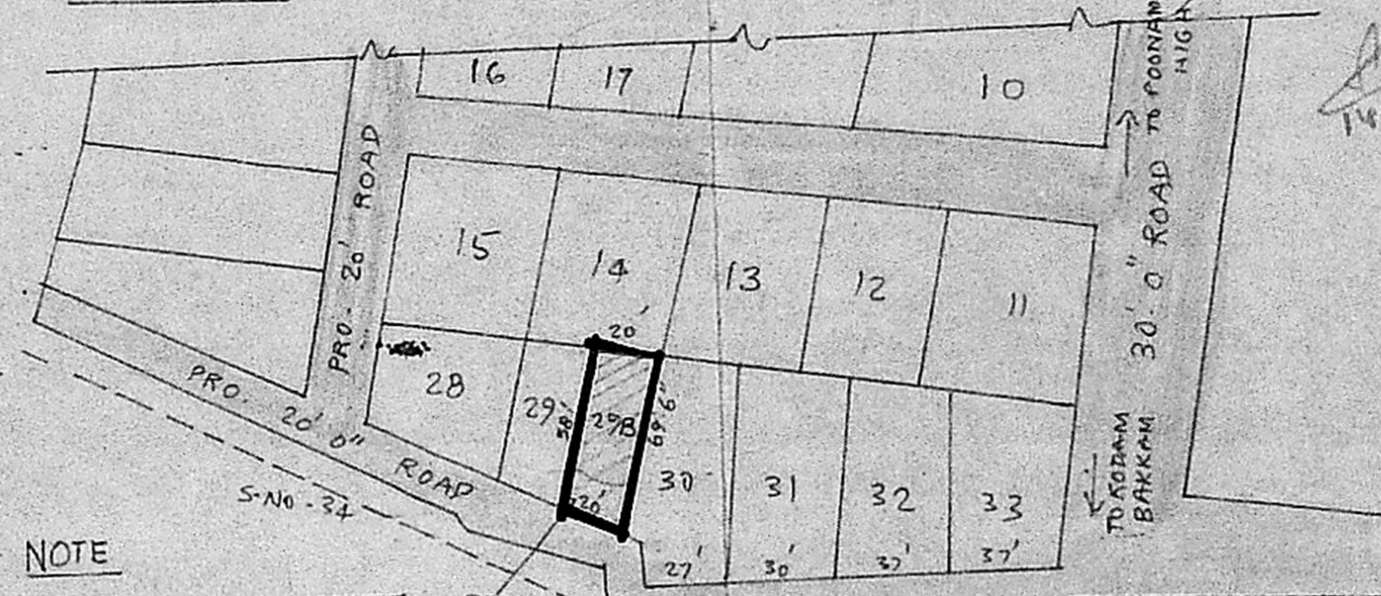 16
17
10
TO POONAM
HIGH
PRO. 20' ROAD
15
14
13
12
11
30'. 0" ROAD
20'
28
29
58'
29B
69'.6"
20'
30
31
32
33
27'
30'
37'
37'
PRO. 20' 0" ROAD
S.NO - 34
TO KODAM
BAKKAM
NOTE